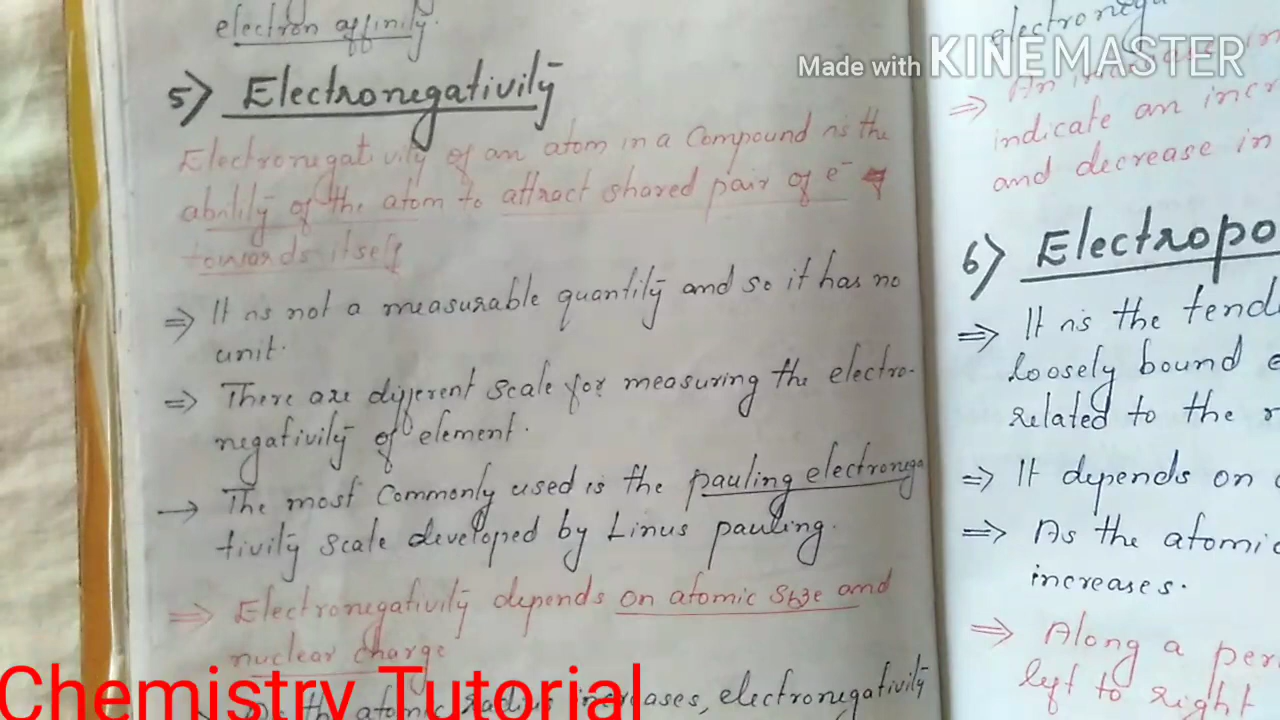 electron affinity.
5) Electronegativity
Electronegativity of an atom in a compound is the
ability of the atom to attract shared pair of e-
towards itself
⇒ It is not a measurable quantity and so it has no
unit.
⇒ There are different scale for measuring the electro-
negativity of element.
→ The most commonly used is the pauling electronega
tivity scale developed by Linus pauling.
⇒ Electronegativity depends on atomic size and
nuclear charge
the atomic radius increases, electronegativity
electronega
⇒ An
indicate an incr
and decrease in
6) Electropo
⇒ It is the tend
loosely bound e
related to the
⇒ It depends on
⇒ As the atomic
increases.
⇒ Along a per
left to right
Made with KINEMASTER
Chemistry Tutorial